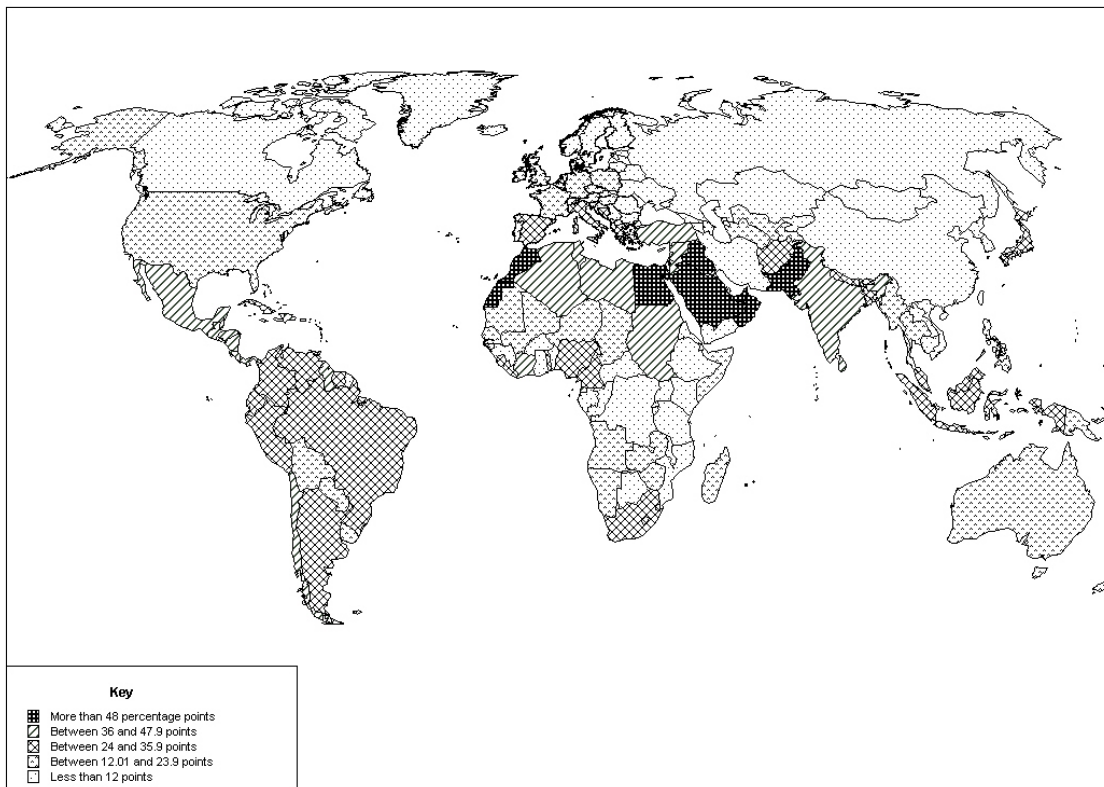 Key
More than 48 percentage points
Between 36 and 47.9 points
Between 24 and 35.9 points
Between 12.01 and 23.9 points
Less than 12 points